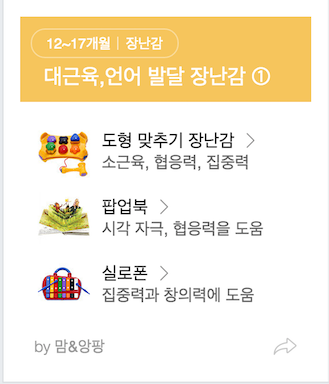 12~17개월 | 장난감
대근육,언어 발달 장난감 ①
도형 맞추기 장난감 >
소근육, 협응력, 집중력
팝업북 >
시각 자극, 협응력을 도움
실로폰 >
집중력과 창의력에 도움
by 맘&앙팡